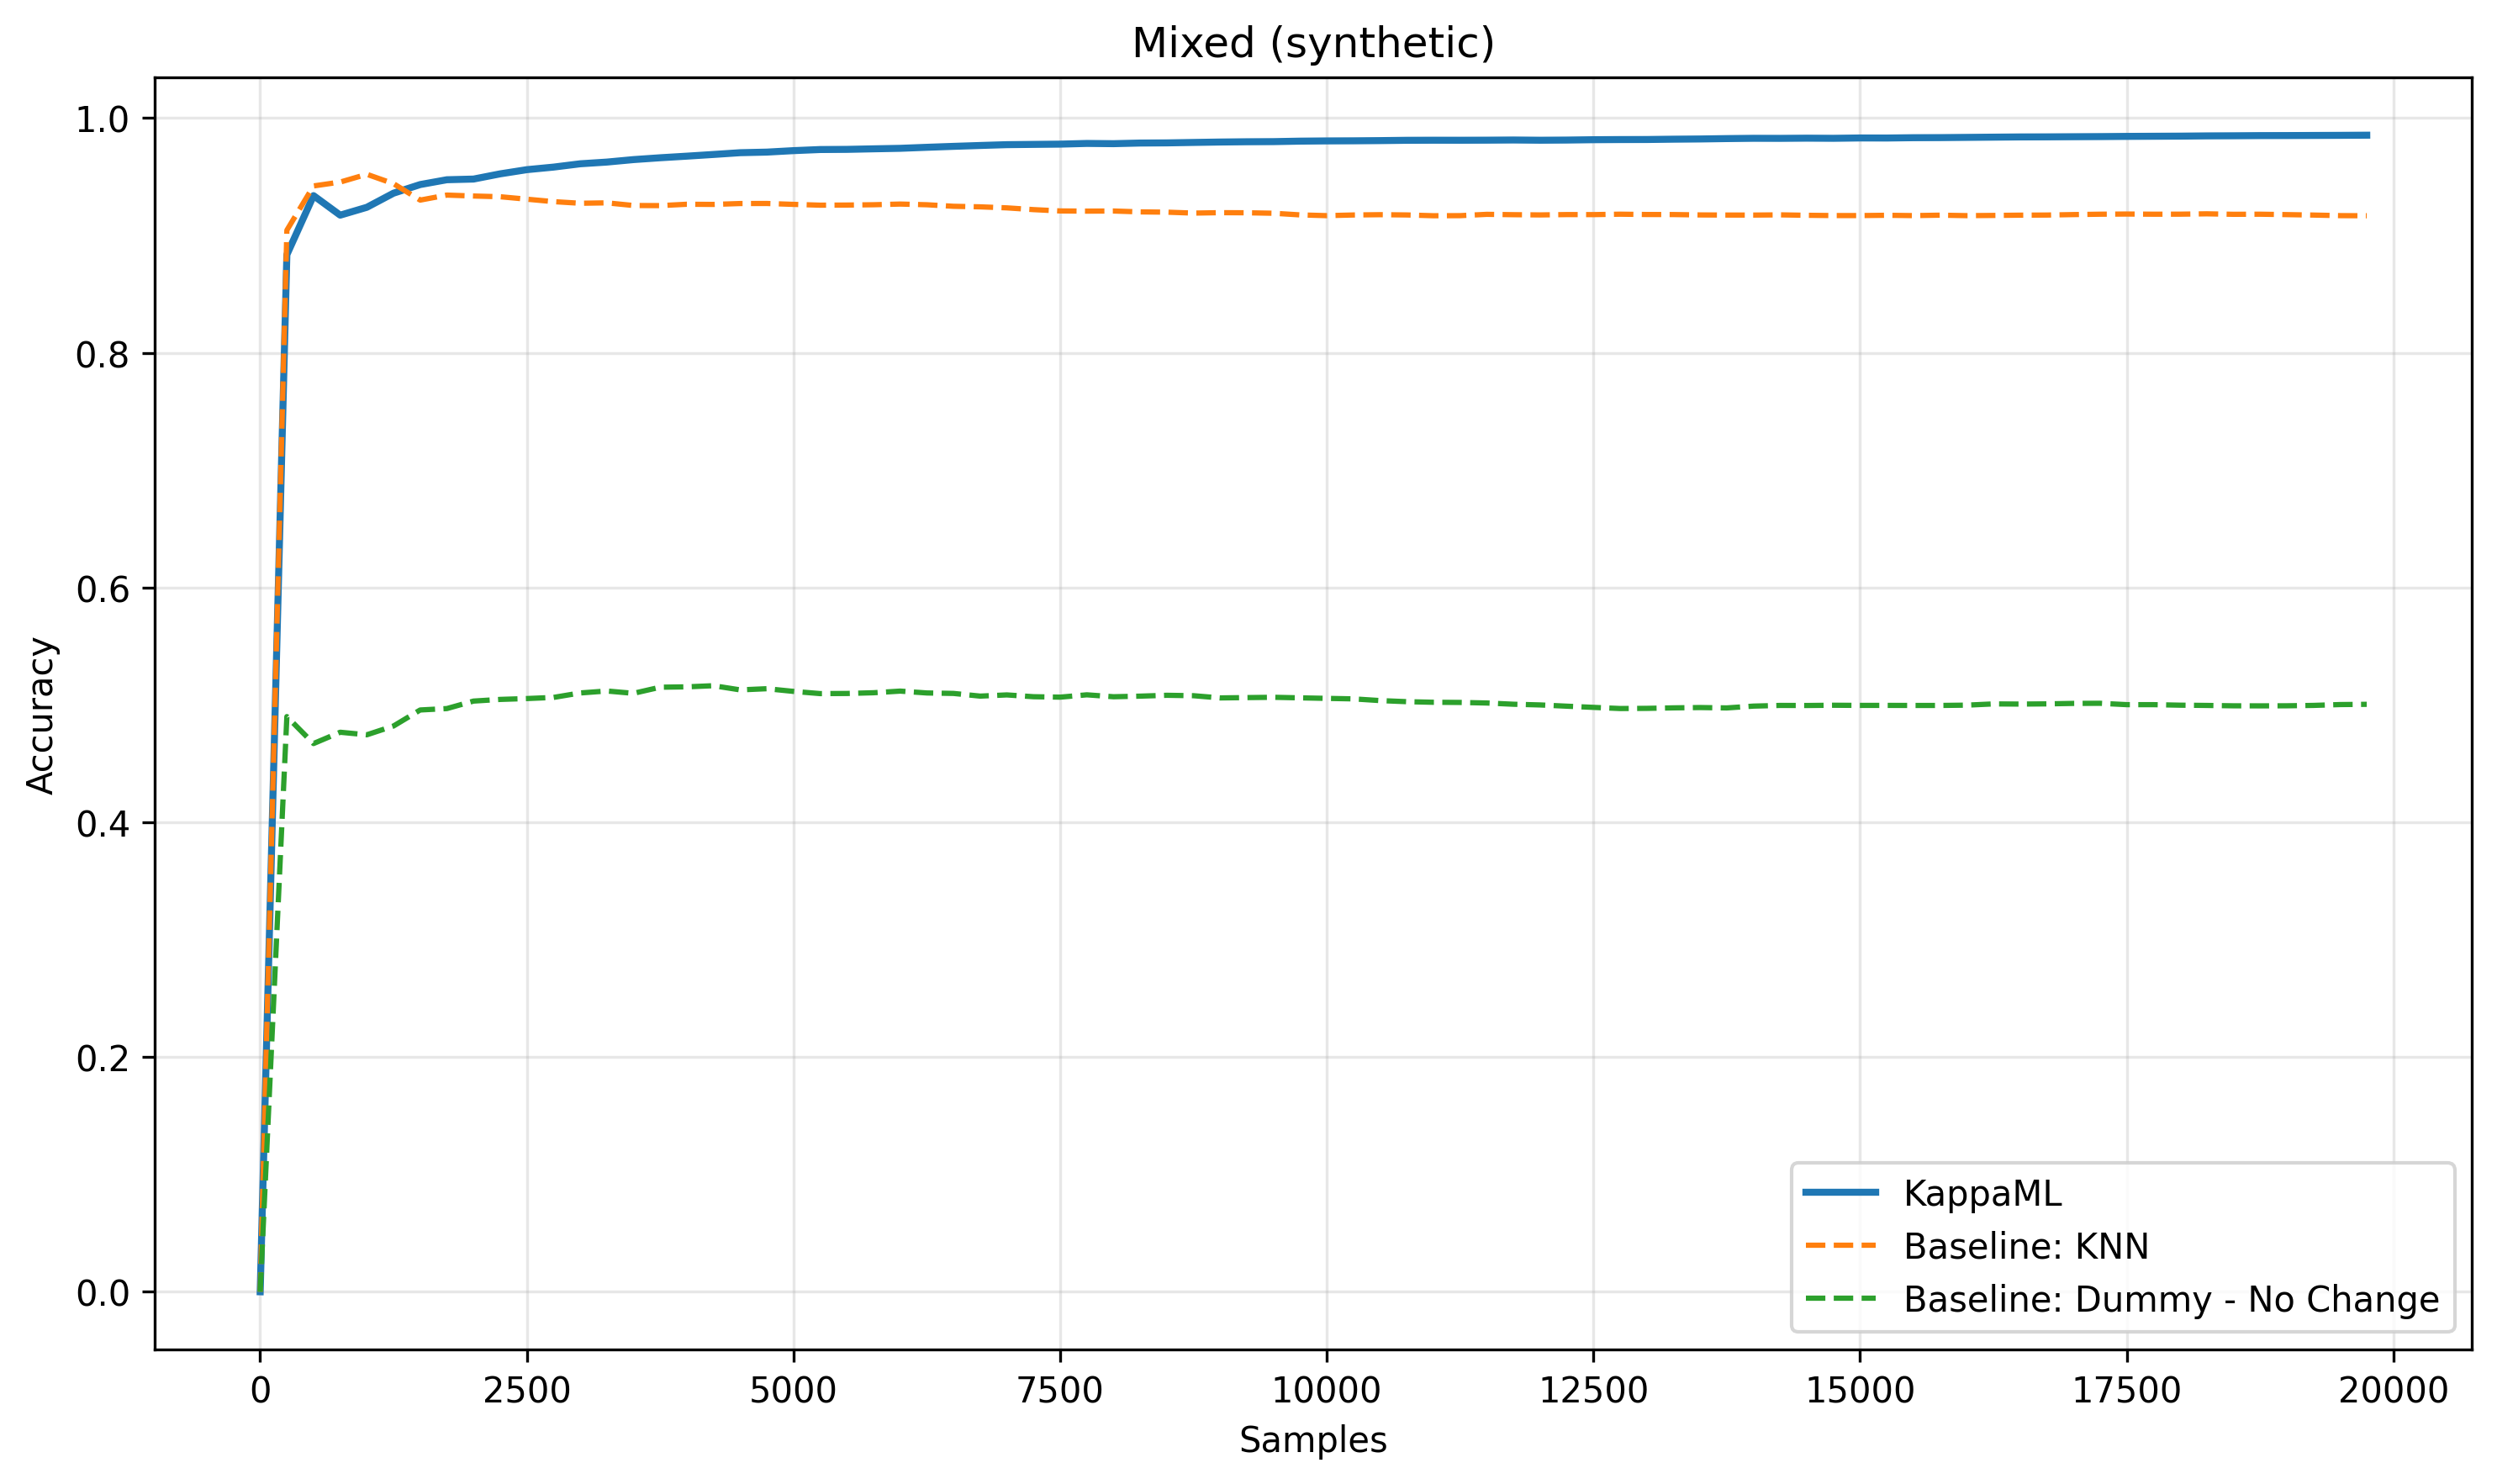 Mixed (synthetic)
1.0
0.8
0.6
0.4
0.2
0.0
Accuracy
0 2500 5000 7500 10000 12500 15000 17500 20000
Samples
KappaML
Baseline: KNN
Baseline: Dummy - No Change